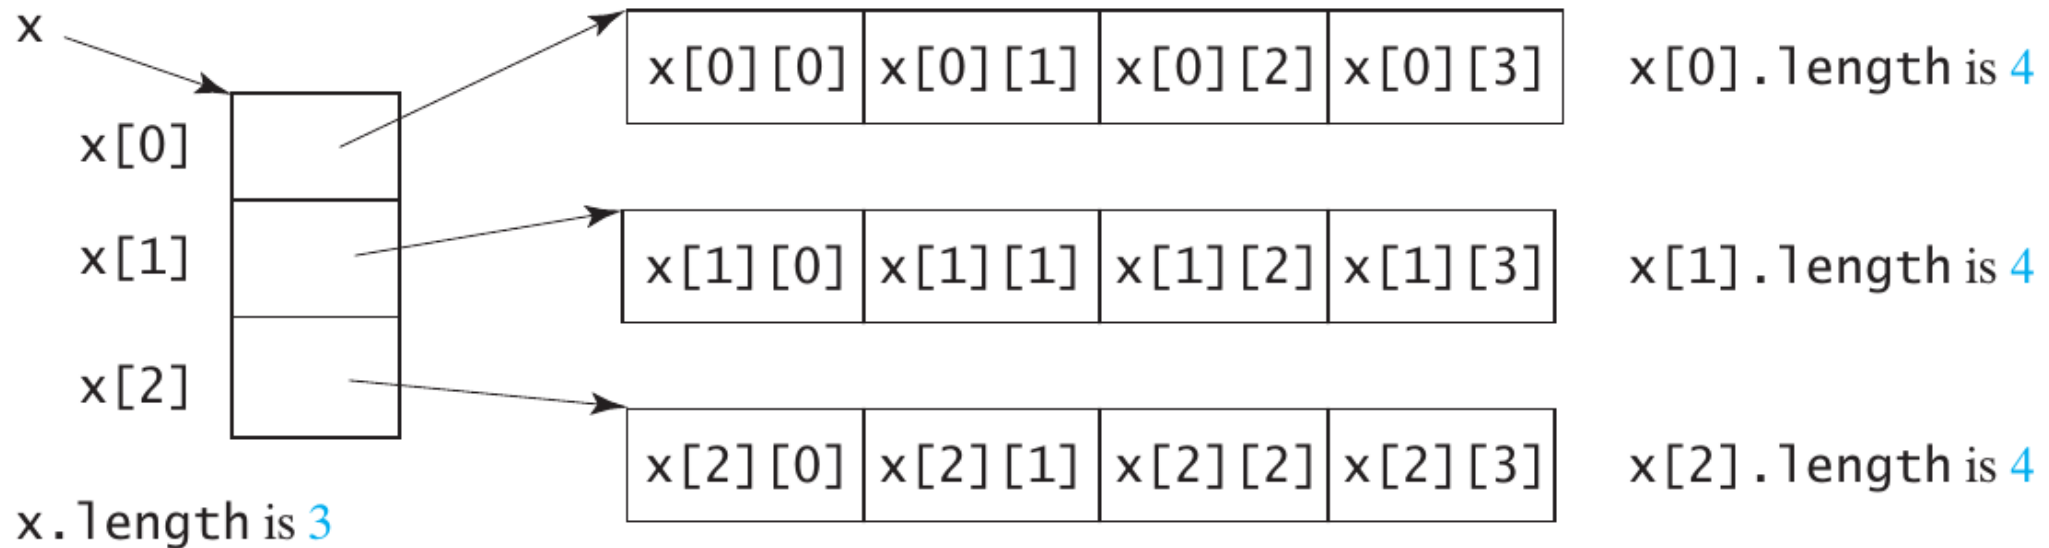 x
x[0][0] x[0][1] x[0][2] x[0][3] x[0].length is 4
x[0]
x[1]
x[1][0] x[1][1] x[1][2] x[1][3] x[1].length is 4
x[2]
x[2][0] x[2][1] x[2][2] x[2][3] x[2].length is 4
x.length is 3